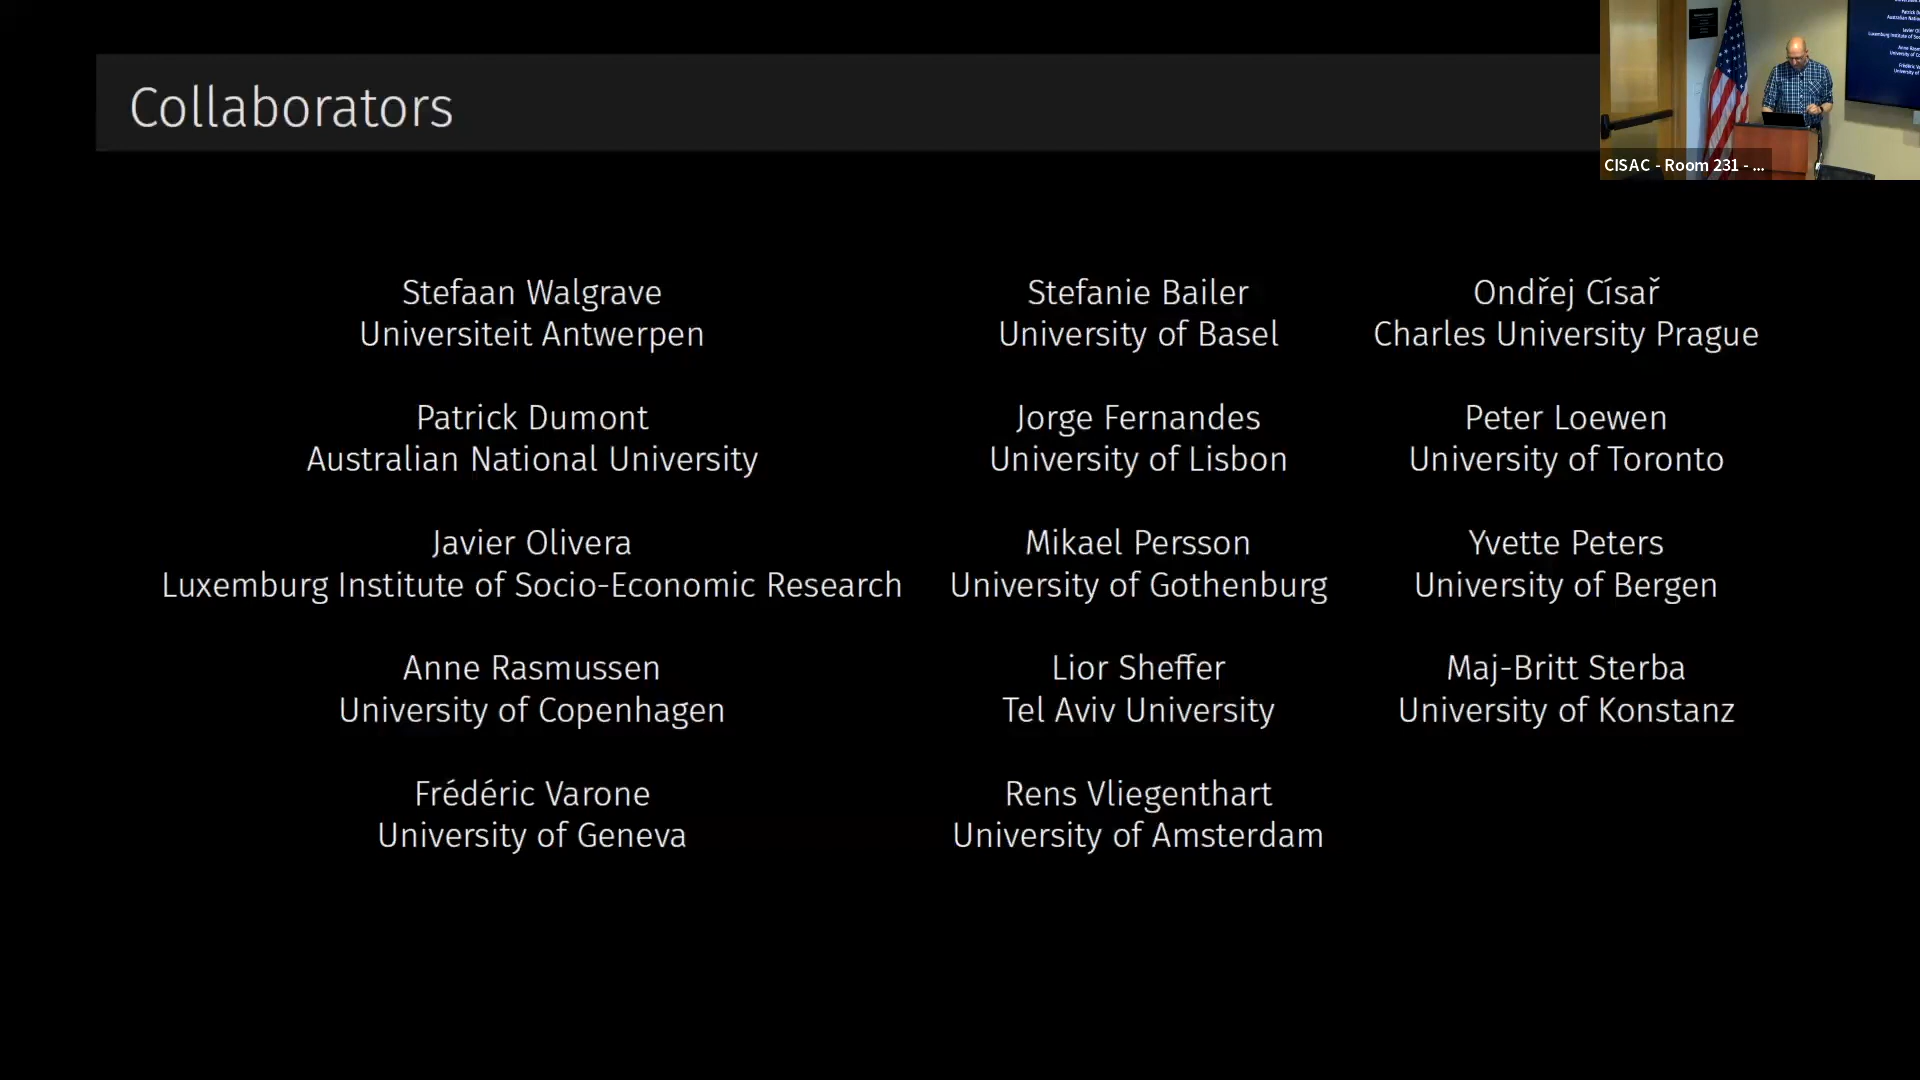 Collaborators
CISAC - Room 231 - ...
Stefaan Walgrave
Universiteit Antwerpen
Stefanie Bailer
University of Basel
Ondřej Císař
Charles University Prague
Patrick Dumont
Australian National University
Jorge Fernandes
University of Lisbon
Peter Loewen
University of Toronto
Javier Olivera
Luxemburg Institute of Socio-Economic Research
Mikael Persson
University of Gothenburg
Yvette Peters
University of Bergen
Anne Rasmussen
University of Copenhagen
Lior Sheffer
Tel Aviv University
Maj-Britt Sterba
University of Konstanz
Frédéric Varone
University of Geneva
Rens Vliegenthart
University of Amsterdam